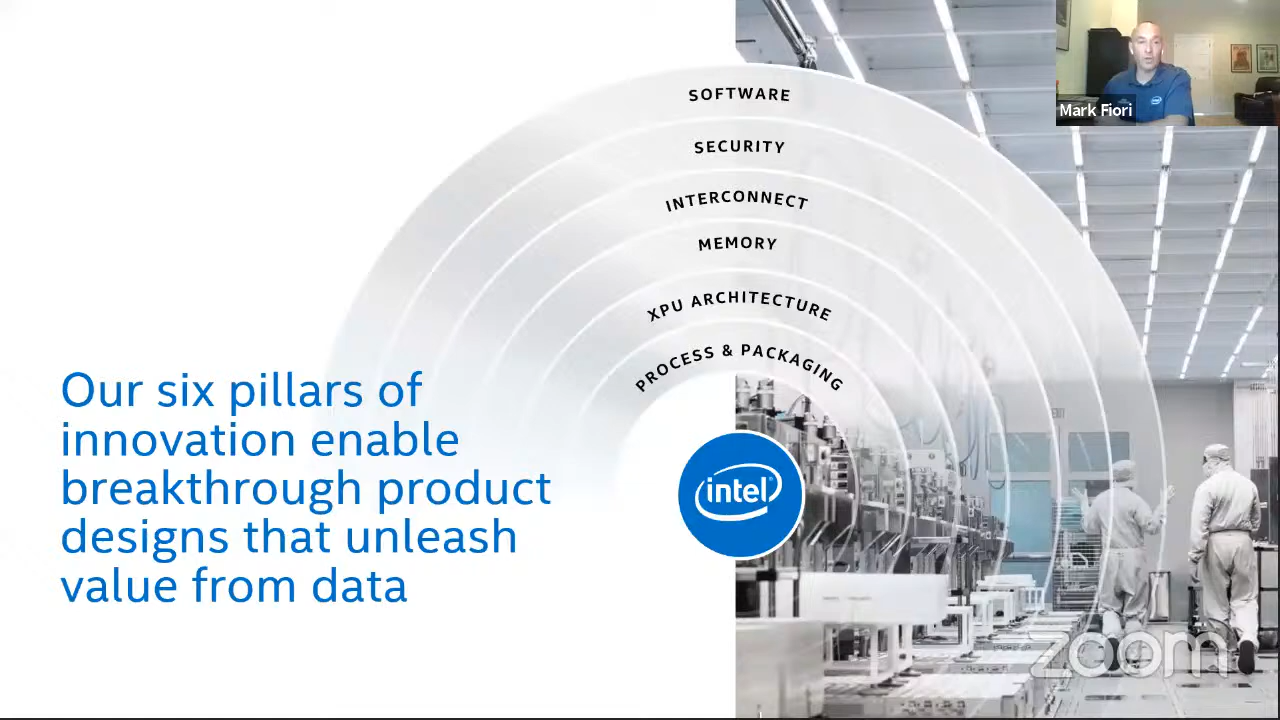 SOFTWARE
SECURITY
INTERCONNECT
MEMORY
XPU ARCHITECTURE
PROCESS & PACKAGING
Our six pillars of
innovation enable
breakthrough product
designs that unleash
value from data
intel
Mark Fiori
EXIT
zoom